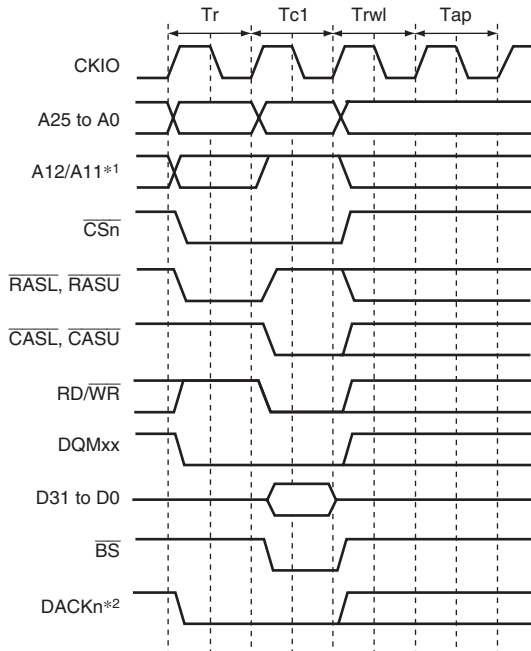 Tr Tc1 Trwl Tap
CKIO
A25 to A0
A12/A11*1
CSn
RASL, RASU
CASL, CASU
RD/WR
DQMxx
D31 to D0
BS
DACKn*2